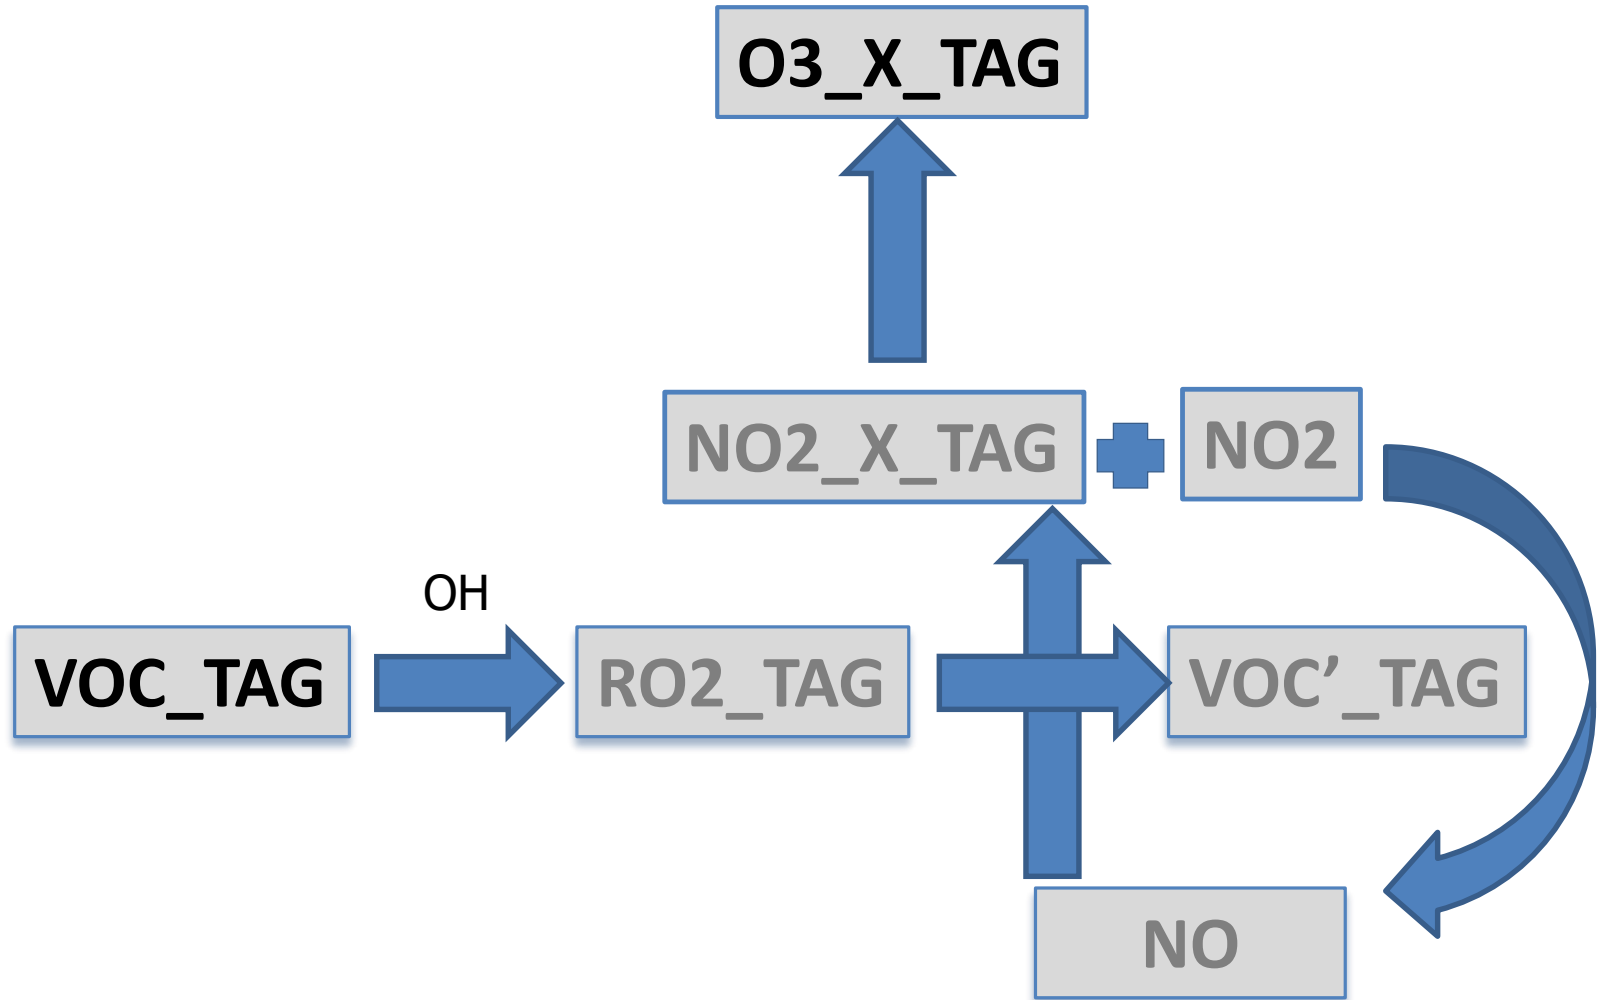 O3_X_TAG
NO2_X_TAG
NO2
OH
VOC_TAG
RO2_TAG
VOC’_TAG
NO